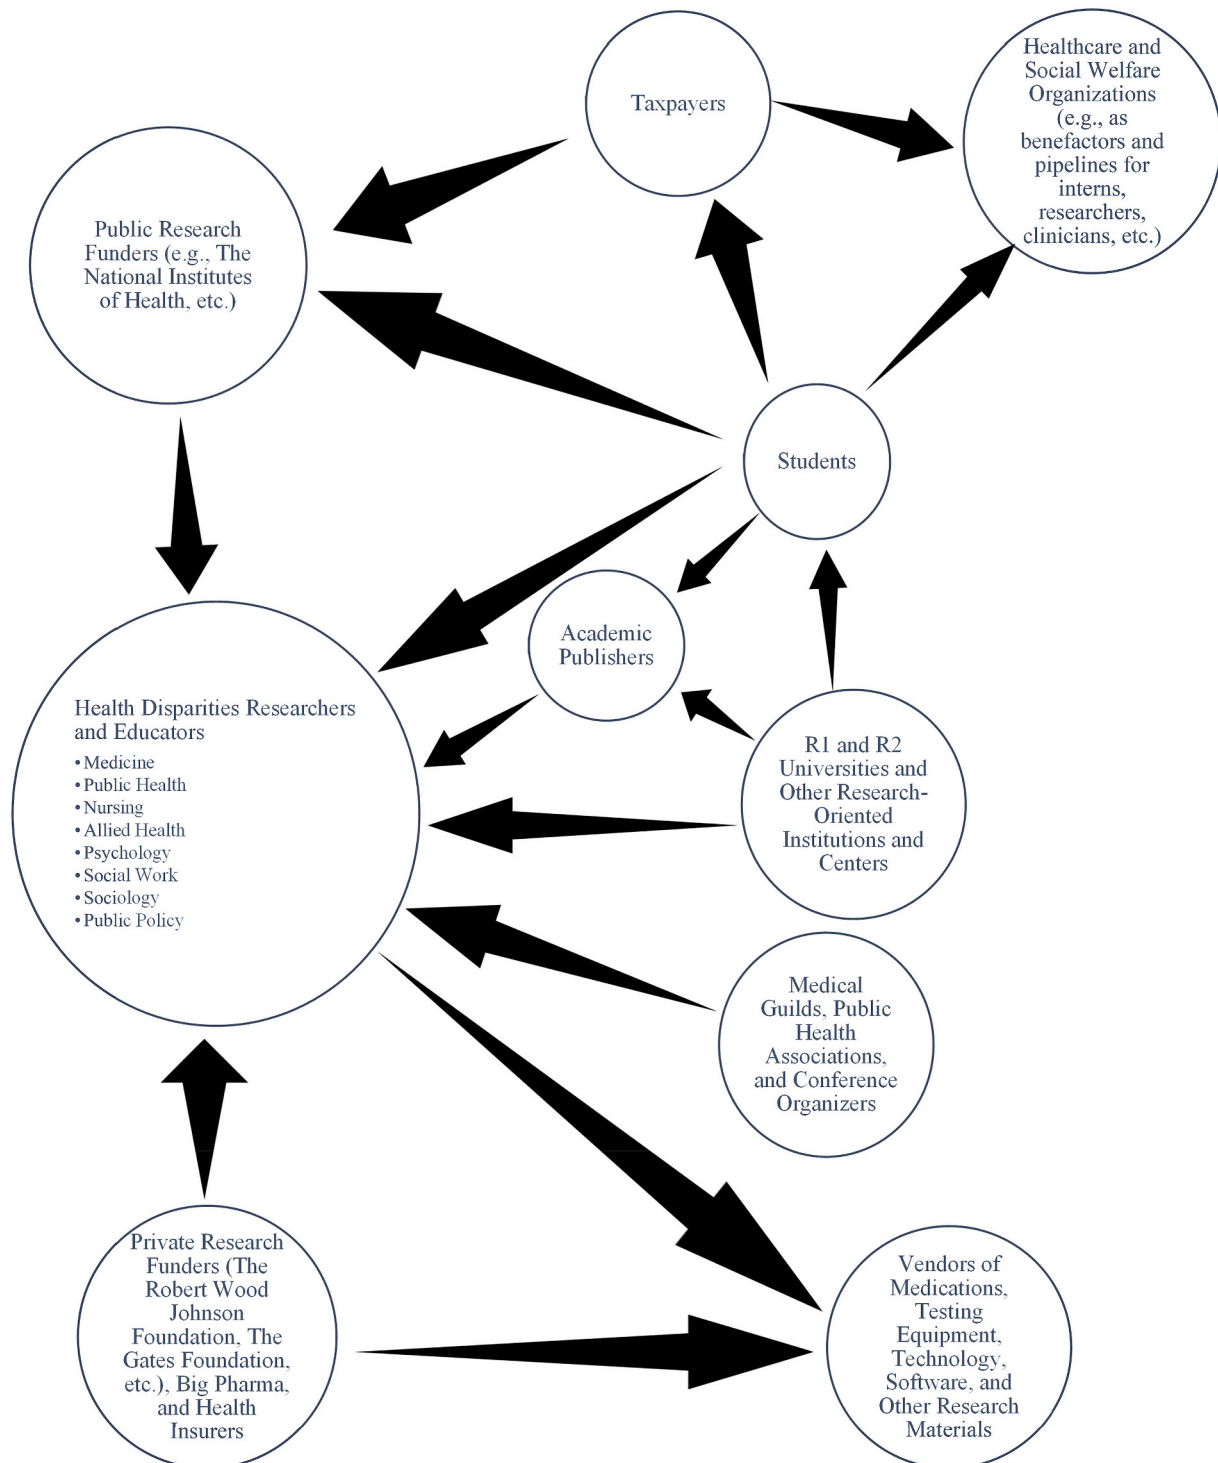 Taxpayers
Healthcare and
Social Welfare
Organizations
(e.g., as
benefactors and
pipelines for
interns,
researchers,
clinicians, etc.)
Public Research
Funders (e.g., The
National Institutes
of Health, etc.)
Students
Academic
Publishers
Health Disparities Researchers
and Educators
• Medicine
• Public Health
• Nursing
• Allied Health
• Psychology
• Social Work
• Sociology
• Public Policy
R1 and R2
Universities and
Other Research-
Oriented
Institutions and
Centers
Medical
Guilds, Public
Health
Associations,
and Conference
Organizers
Private Research
Funders (The
Robert Wood
Johnson
Foundation, The
Gates Foundation,
etc.), Big Pharma,
and Health
Insurers
Vendors of
Medications,
Testing
Equipment,
Technology,
Software, and
Other Research
Materials